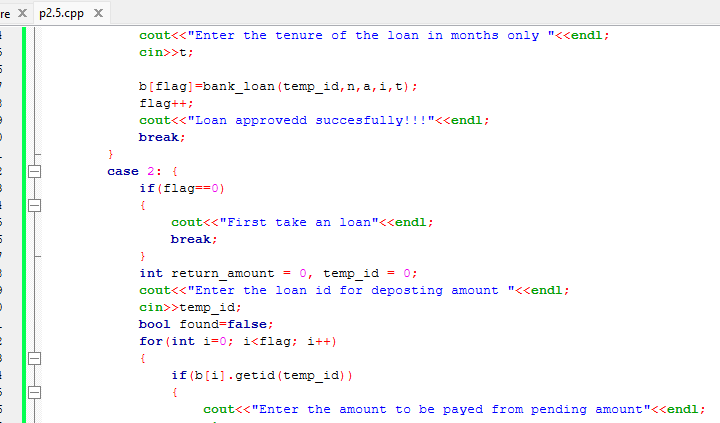 re × p2.5.cpp ×
cout<<"Enter the tenure of the loan in months only "<<endl;
cin>>t;
b[flag]=bank_loan(temp_id,n,a,i,t);
flag++;
cout<<"Loan approvedd succesfully!!!"<<endl;
break;
}
case 2: {
if(flag==0)
{
cout<<"First take an loan"<<endl;
break;
}
int return_amount = 0, temp_id = 0;
cout<<"Enter the loan id for deposting amount "<<endl;
cin>>temp_id;
bool found=false;
for(int i=0; i<flag; i++)
{
if(b[i].getid(temp_id))
{
cout<<"Enter the amount to be payed from pending amount"<<endl;